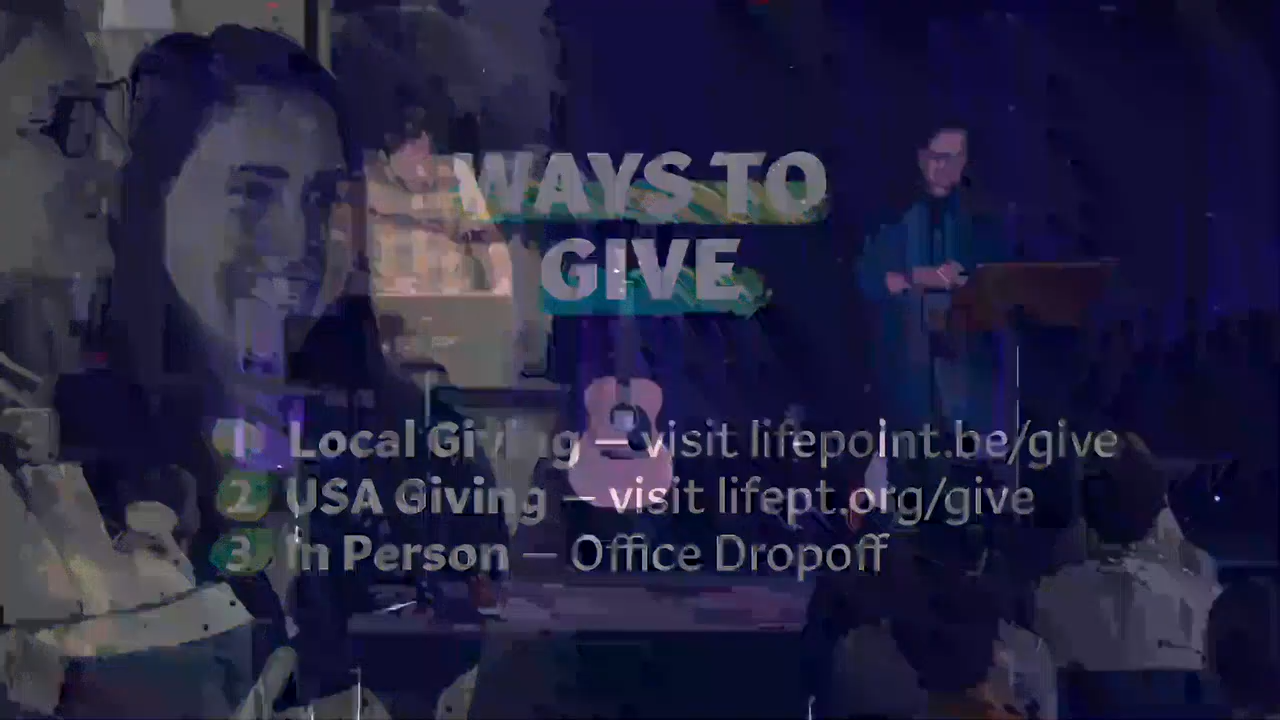 WAYS TO
GIVE
1 Local Giving — visit lifepoint.be/give
2 USA Giving — visit lifept.org/give
3 In Person — Office Dropoff